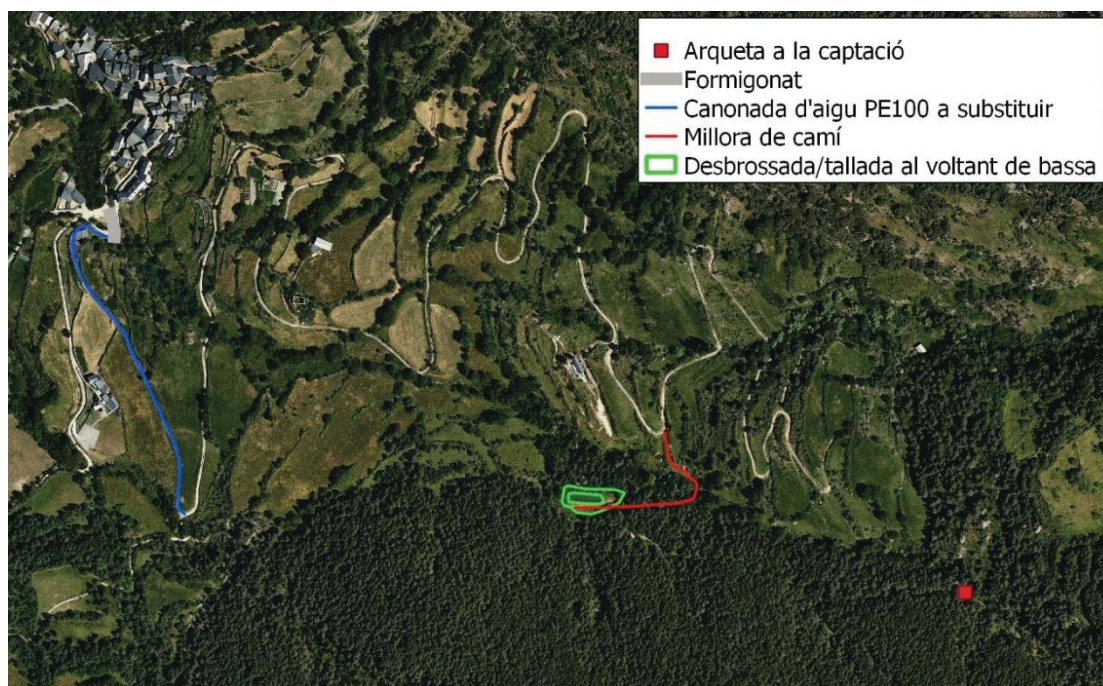 Arqueta a la captació
Formigonat
Canonada d'aigu PE100 a substituir
Millora de camí
Desbrossada/tallada al voltant de bassa